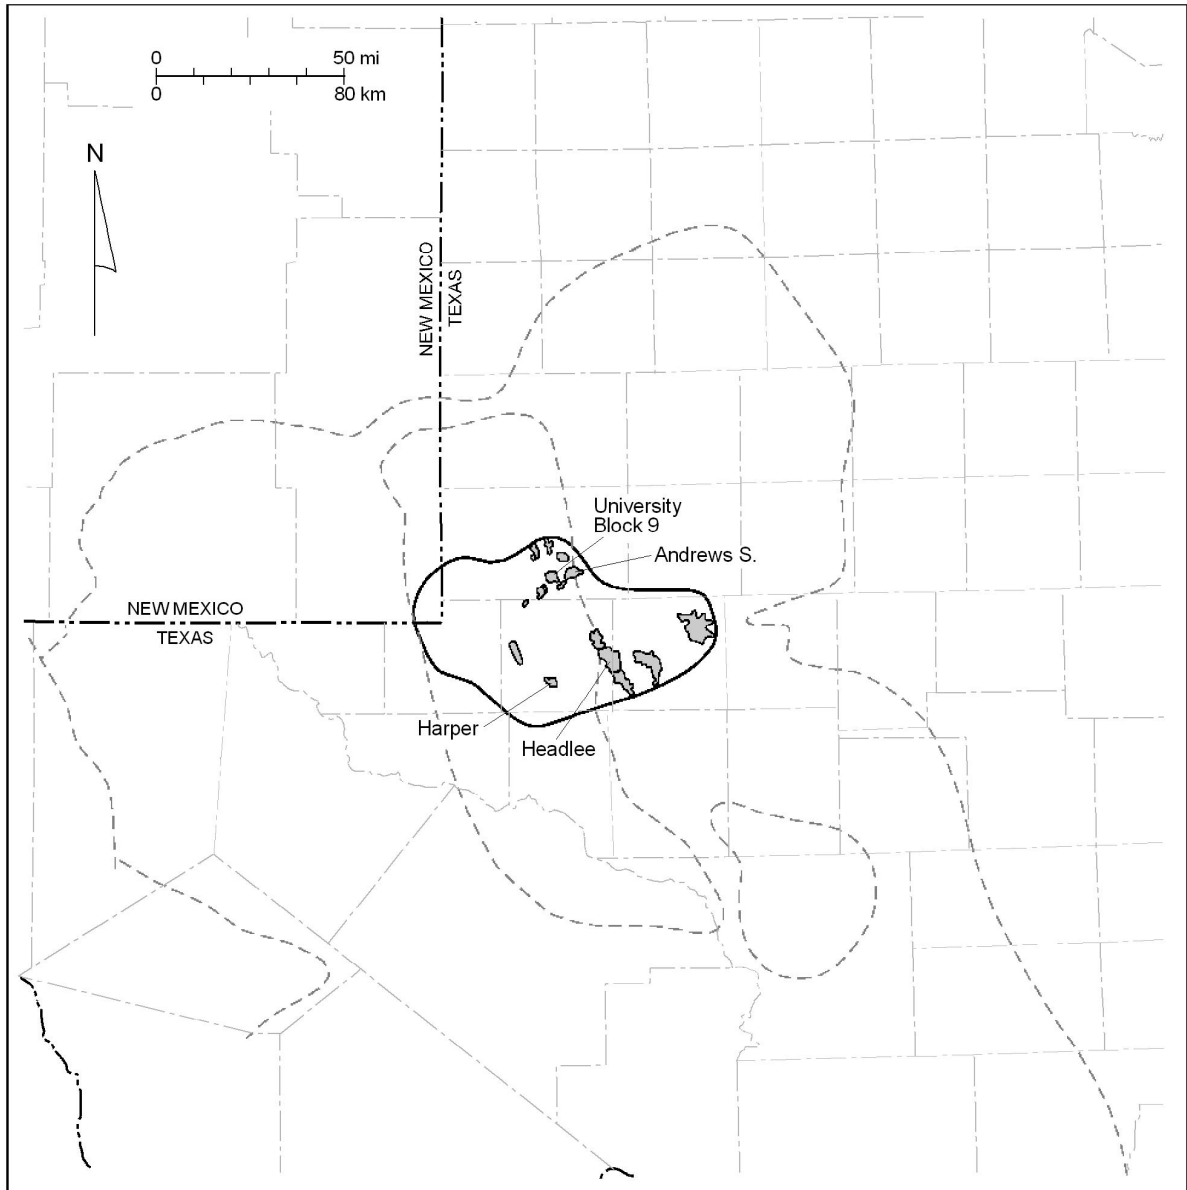 0 50 mi
0 80 km
N
NEW MEXICO
TEXAS
University
Block 9
Andrews S.
NEW MEXICO
TEXAS
Harper
Headlee